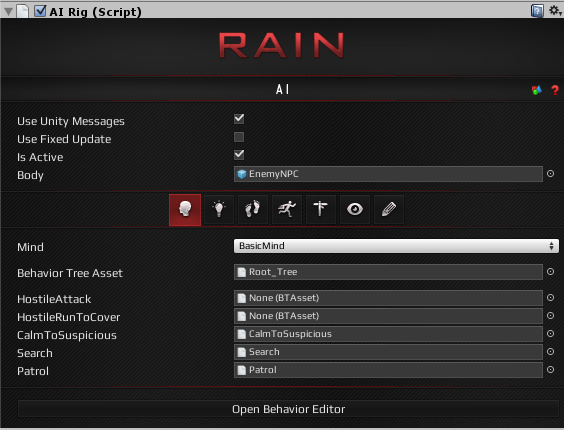 AI Rig (Script)
RAIN
AI
?
Use Unity Messages
Use Fixed Update
Is Active
Body EnemyNPC
Mind BasicMind
Behavior Tree Asset Root_Tree
HostileAttack None (BTAsset)
HostileRunToCover None (BTAsset)
CalmToSuspicious CalmToSuspicious
Search Search
Patrol Patrol
Open Behavior Editor